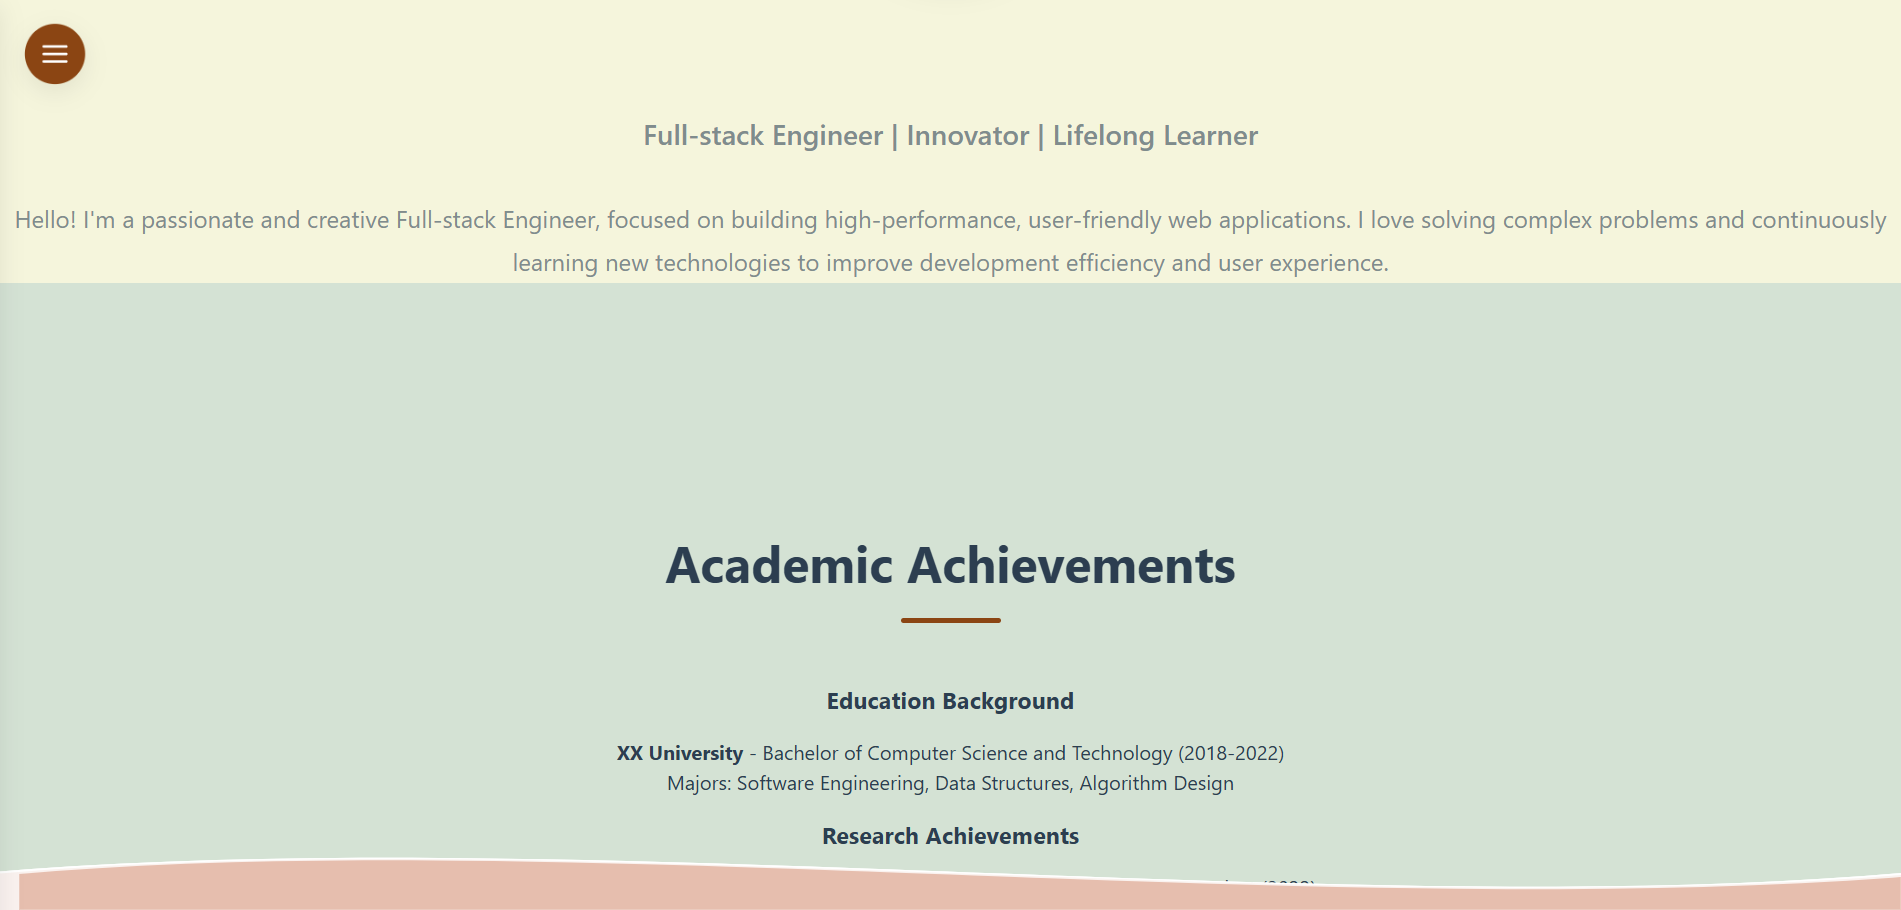 Full-stack Engineer | Innovator | Lifelong Learner
Hello! I'm a passionate and creative Full-stack Engineer, focused on building high-performance, user-friendly web applications. I love solving complex problems and continuously
learning new technologies to improve development efficiency and user experience.
Academic Achievements
Education Background
XX University - Bachelor of Computer Science and Technology (2018-2022)
Majors: Software Engineering, Data Structures, Algorithm Design
Research Achievements